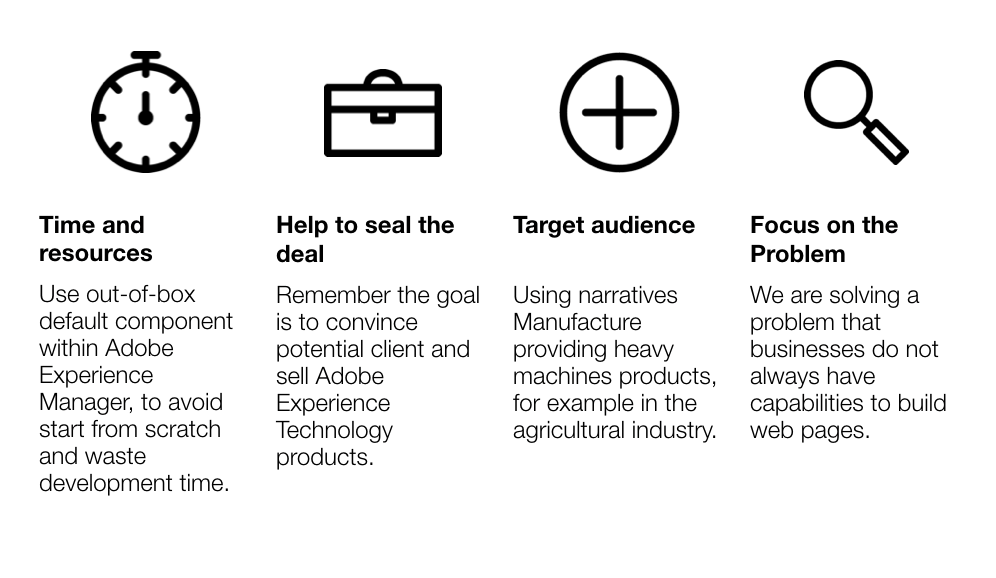 Time and
resources
Use out-of-box
default component
within Adobe
Experience
Manager, to avoid
start from scratch
and waste
development time.
Help to seal the
deal
Remember the goal
is to convince
potential client and
sell Adobe
Experience
Technology
products.
Target audience
Using narratives
Manufacture
providing heavy
machines products,
for example in the
agricultural industry.
Focus on the
Problem
We are solving a
problem that
businesses do not
always have
capabilities to build
web pages.